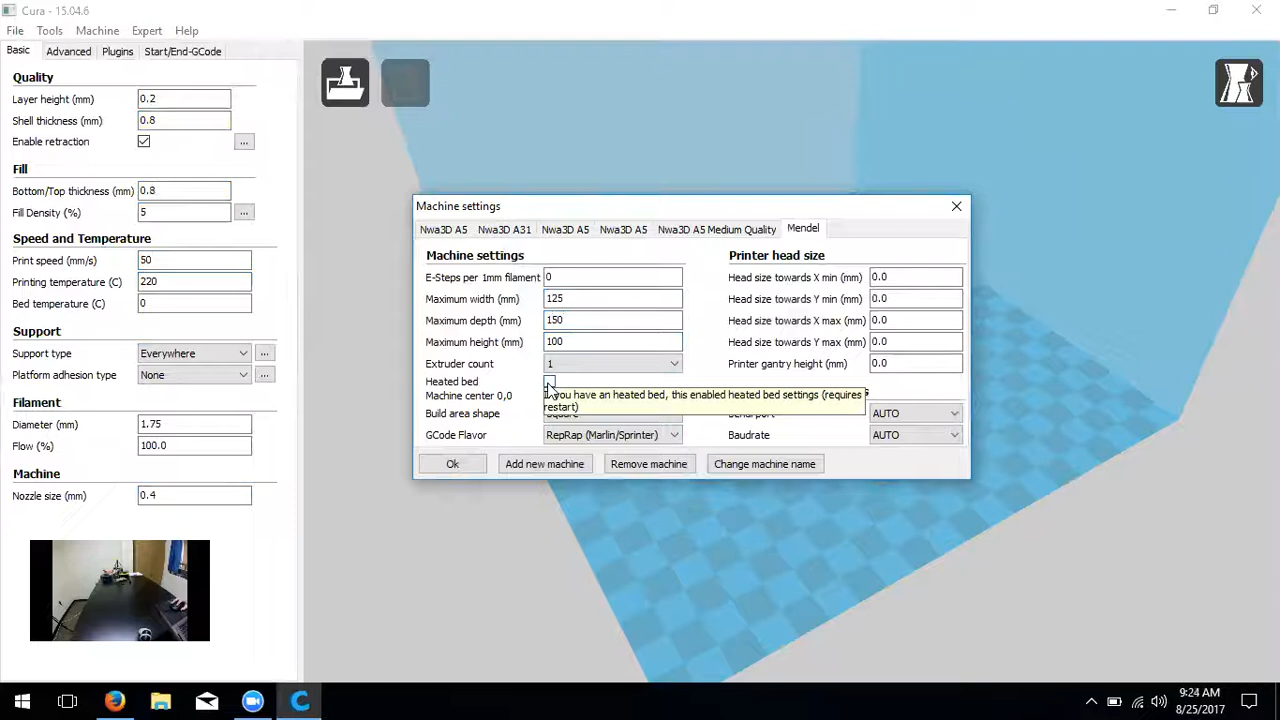 Cura - 15.04.6
File Tools Machine Expert Help
Basic Advanced Plugins Start/End-GCode
Quality
Layer height (mm) 0.2
Shell thickness (mm) 0.8
Enable retraction ...
Fill
Bottom/Top thickness (mm) 0.8
Fill Density (%) 5 ...
Speed and Temperature
Print speed (mm/s) 50
Printing temperature (C) 220
Bed temperature (C) 0
Support
Support type Everywhere ...
Platform adhesion type None ...
Filament
Diameter (mm) 1.75
Flow (%) 100.0
Machine
Nozzle size (mm) 0.4
Machine settings
Nwa3D A5 Nwa3D A31 Nwa3D A5 Nwa3D A5 Nwa3D A5 Medium Quality Mendel
Machine settings
E-Steps per 1mm filament 0
Maximum width (mm) 125
Maximum depth (mm) 150
Maximum height (mm) 100
Extruder count 1
Heated bed
Machine center 0,0
Build area shape
GCode Flavor RepRap (Marlin/Sprinter)
you have an heated bed, this enabled heated bed settings (requires
restart)
Printer head size
Head size towards X min (mm) 0.0
Head size towards Y min (mm) 0.0
Head size towards X max (mm) 0.0
Head size towards Y max (mm) 0.0
Printer gantry height (mm) 0.0
AUTO
Baudrate AUTO
Ok Add new machine Remove machine Change machine name
9:24 AM
8/25/2017